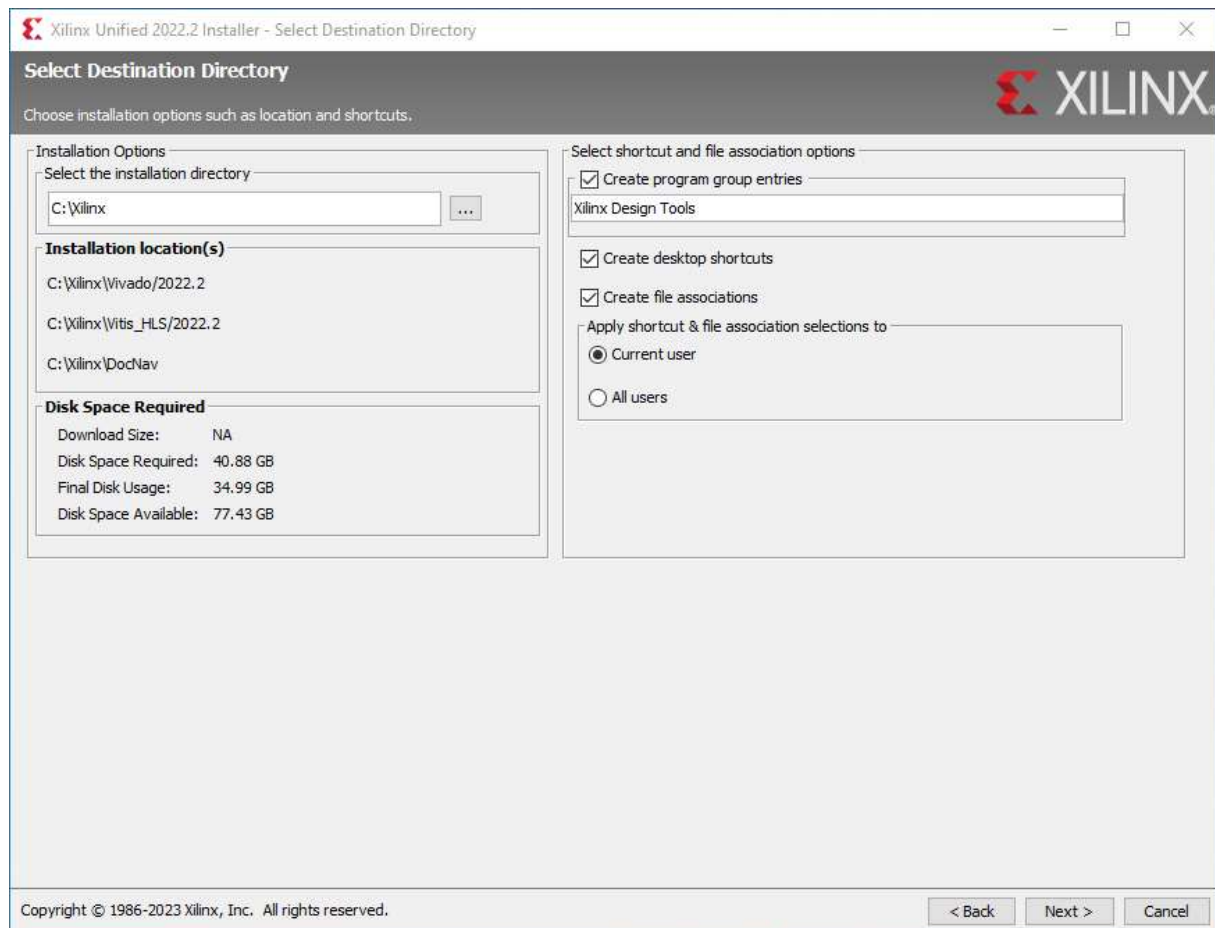 Xilinx Unified 2022.2 Installer - Select Destination Directory
Select Destination Directory
Choose installation options such as location and shortcuts.
XILINX®
Installation Options
Select the installation directory
C:\Xilinx
...
Installation location(s)
C:\Xilinx\Vivado/2022.2
C:\Xilinx\Vitis_HLS/2022.2
C:\Xilinx\DocNav
Disk Space Required
Download Size: NA
Disk Space Required: 40.88 GB
Final Disk Usage: 34.99 GB
Disk Space Available: 77.43 GB
Select shortcut and file association options
Create program group entries
Xilinx Design Tools
Create desktop shortcuts
Create file associations
Apply shortcut & file association selections to
Current user
All users
Copyright © 1986-2023 Xilinx, Inc. All rights reserved.
< Back
Next >
Cancel